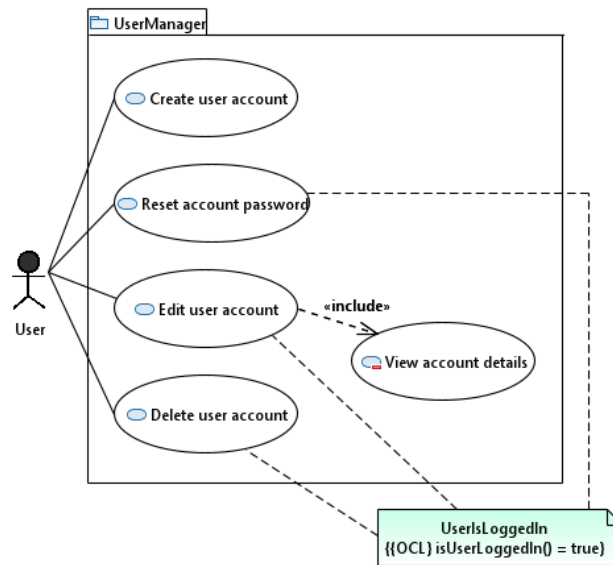 UserManager
Create user account
Reset account password
User
Edit user account
«include»
View account details
Delete user account
UserIsLoggedIn
{{OCL} isUserLoggedIn() = true}